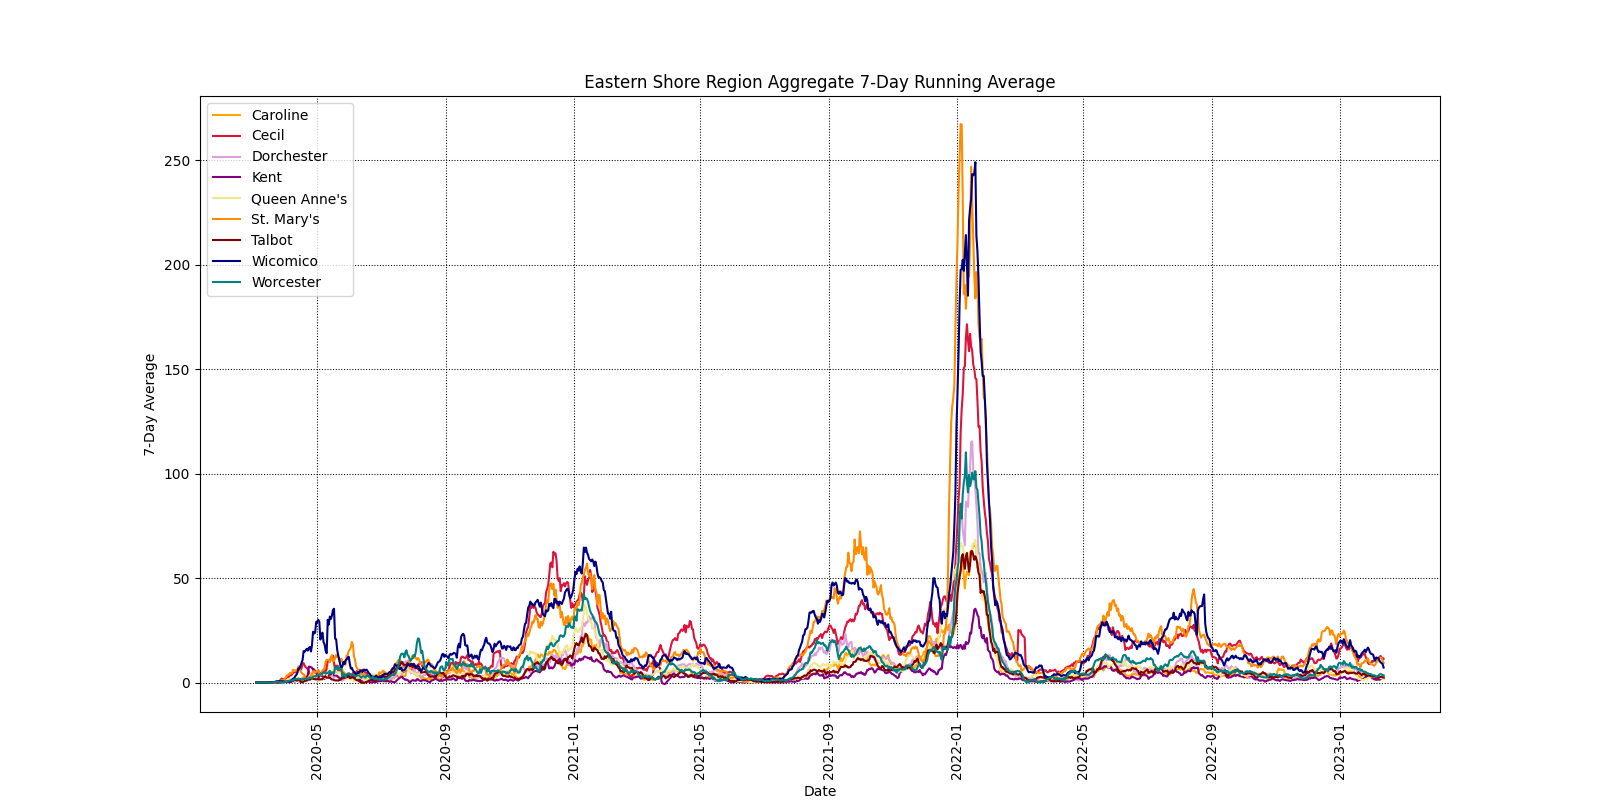 Eastern Shore Region Aggregate 7-Day Running Average
Caroline
Cecil
Dorchester
Kent
Queen Anne's
St. Mary's
Talbot
Wicomico
Worcester
7-Day Average
250
200
150
100
50
0
2020-05
2020-09
2021-01
2021-05
2021-09
2022-01
2022-05
2022-09
2023-01
Date